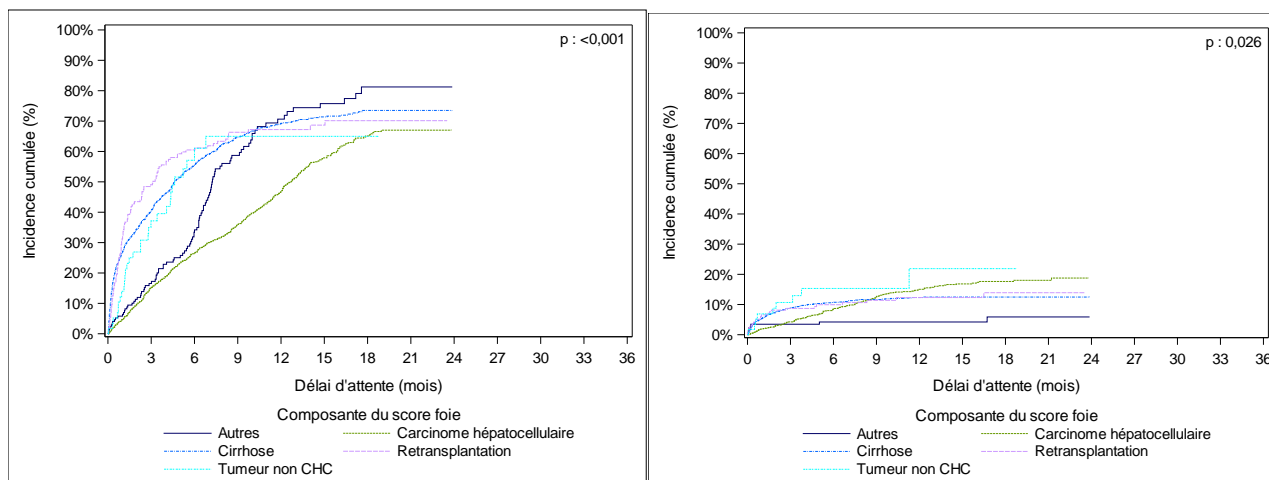 p : <0,001
100%
90%
80%
70%
60%
50%
40%
30%
20%
10%
0%
Incidence cumulée (%)
0 3 6 9 12 15 18 21 24 27 30 33 36
Délai d'attente (mois)
Composante du score foie
Autres Carcinome hépatocellulaire
Cirrhose Retransplantation
Tumeur non CHC
p : 0,026
100%
90%
80%
70%
60%
50%
40%
30%
20%
10%
0%
Incidence cumulée (%)
0 3 6 9 12 15 18 21 24 27 30 33 36
Délai d'attente (mois)
Composante du score foie
Autres Carcinome hépatocellulaire
Cirrhose Retransplantation
Tumeur non CHC